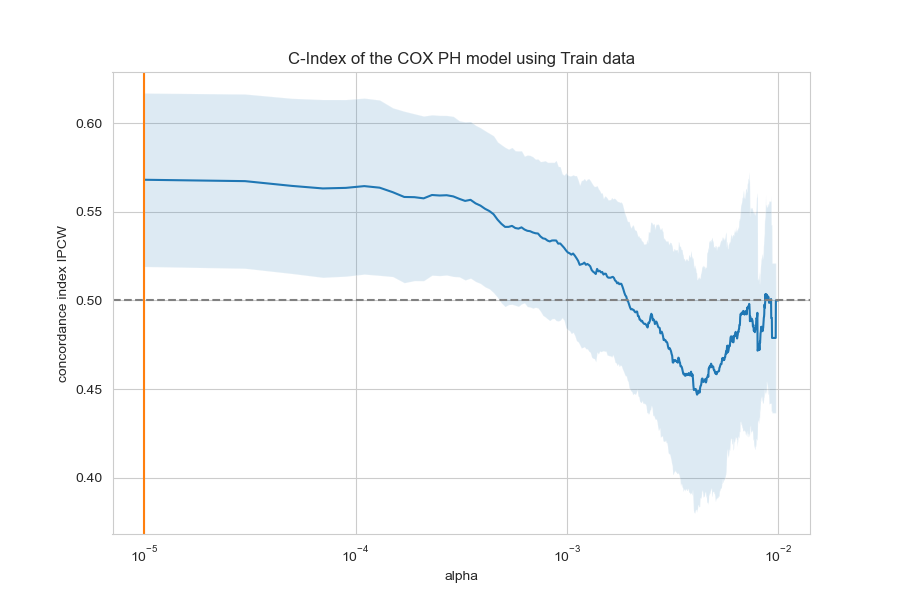 C-Index of the COX PH model using Train data
concordance index IPCW
0.60
0.55
0.50
0.45
0.40
10⁻⁵ 10⁻⁴ 10⁻³ 10⁻²
alpha